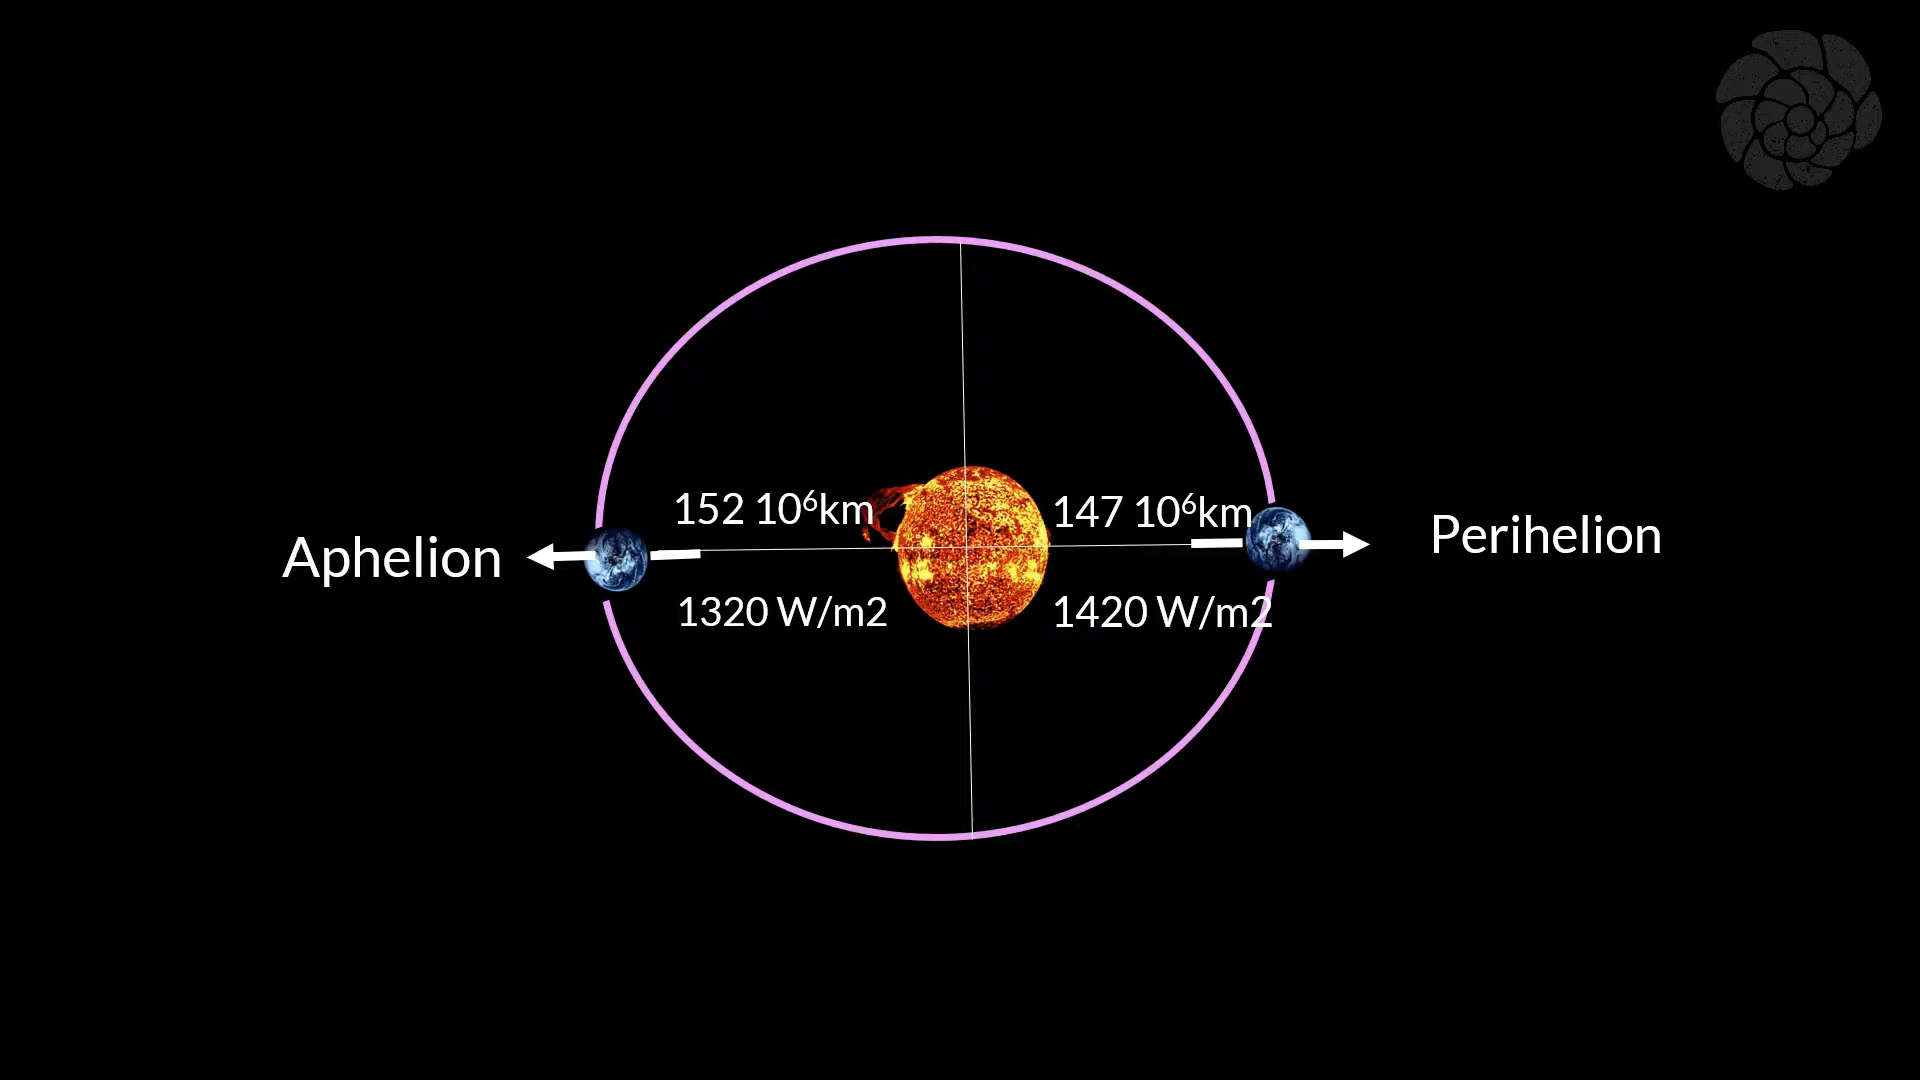 152 10⁶km
147 10⁶km
Aphelion
Perihelion
1320 W/m2
1420 W/m2